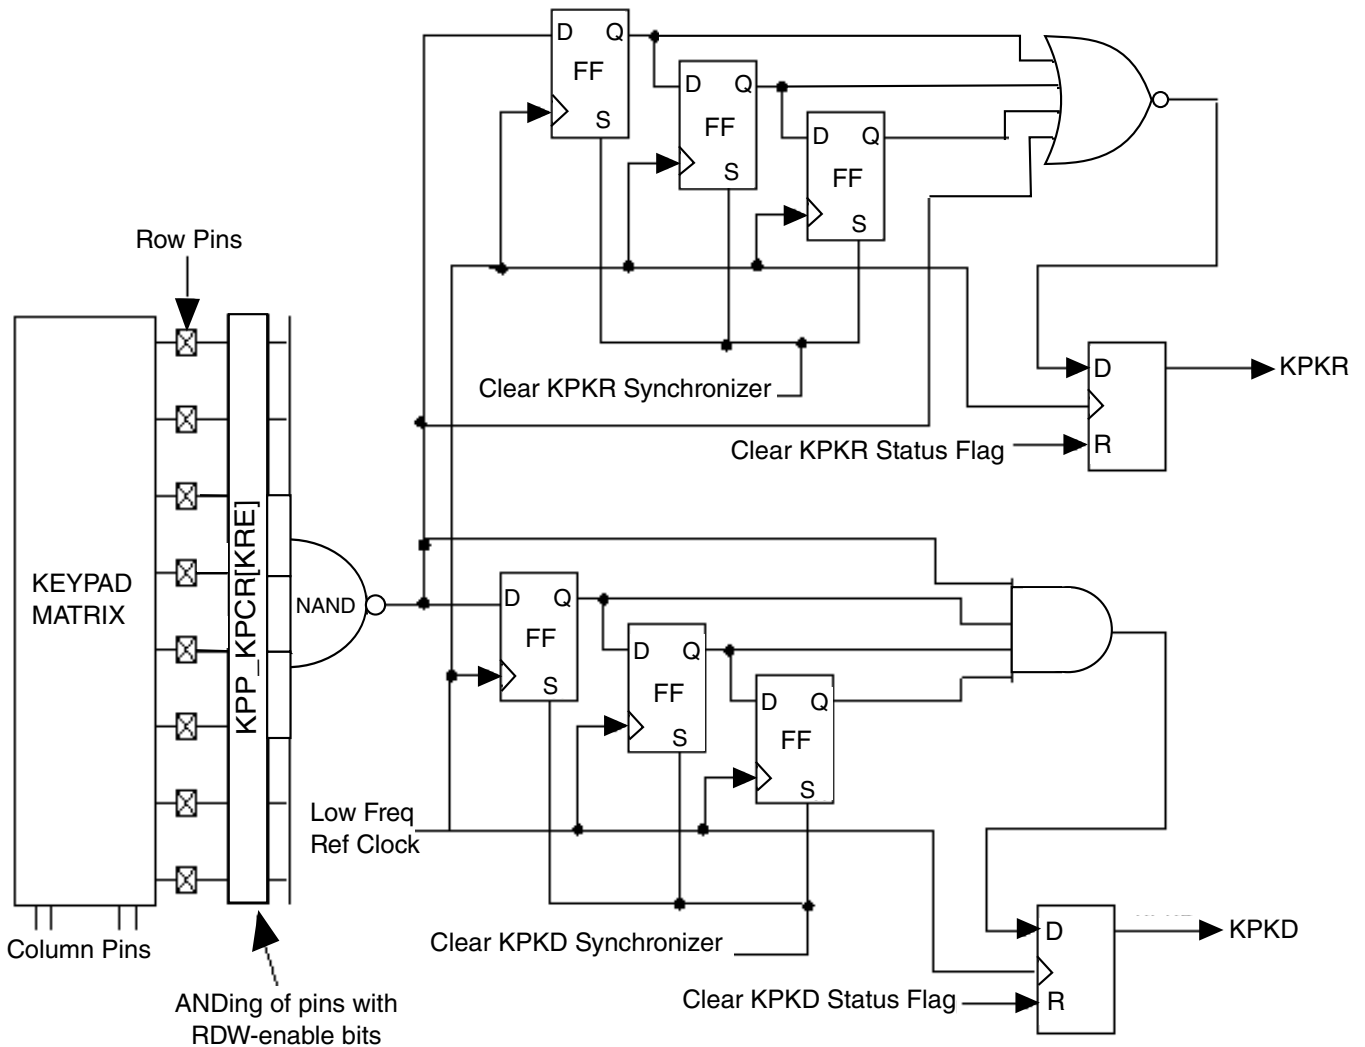 D Q
FF
S
D Q
FF
S
D Q
FF
S
Row Pins
Clear KPKR Synchronizer
D
R
KPKR
Clear KPKR Status Flag
KEYPAD
MATRIX
KPP_KPCR[KRE]
NAND
D Q
FF
S
D Q
FF
S
D Q
FF
S
Low Freq
Ref Clock
Column Pins
Clear KPKD Synchronizer
D
R
KPKD
Clear KPKD Status Flag
ANDing of pins with
RDW-enable bits